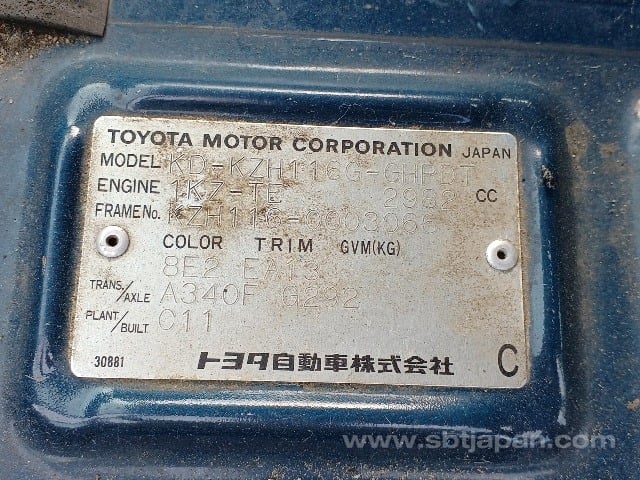 TOYOTA MOTOR CORPORATION JAPAN
MODEL KD-KZH116G-GHPDT
ENGINE 1KZ-TE 2982 CC
FRAME No.
COLOR TRIM GVM(KG)
8E2 EA13
TRANS./AXLE A340F G292
PLANT/BUILT C11
30881 トヨタ自動車株式会社 C
www.sbtjapan.com